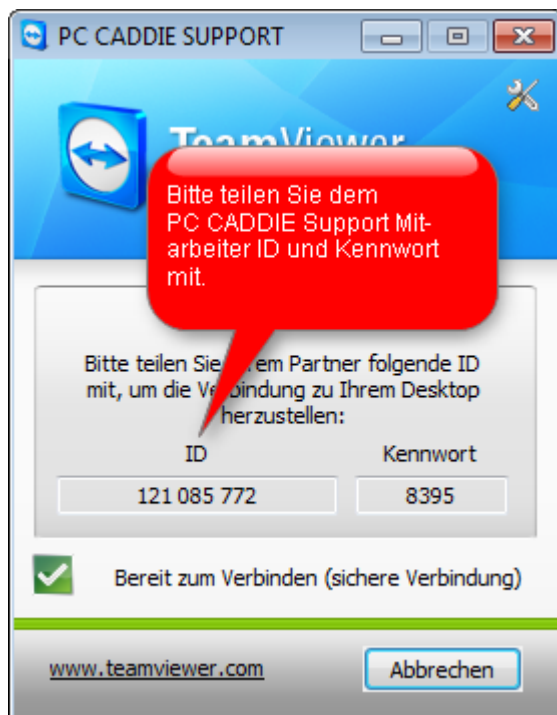 PC CADDIE SUPPORT
TeamViewer
Bitte teilen Sie dem
PC CADDIE Support Mit-
arbeiter ID und Kennwort
mit.
Bitte teilen Sie Ihrem Partner folgende ID
mit, um die Verbindung zu Ihrem Desktop
herzustellen:
ID Kennwort
121 085 772 8395
Bereit zum Verbinden (sichere Verbindung)
www.teamviewer.com Abbrechen